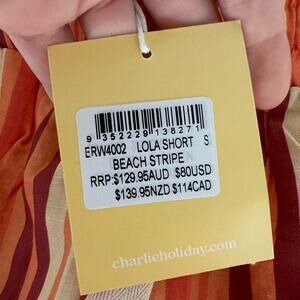 9 352229 138271
ERW4002 LOLA SHORT S
BEACH STRIPE
RRP:$129.95AUD $80USD
$139.95NZD $114CAD
charlieholiday.com